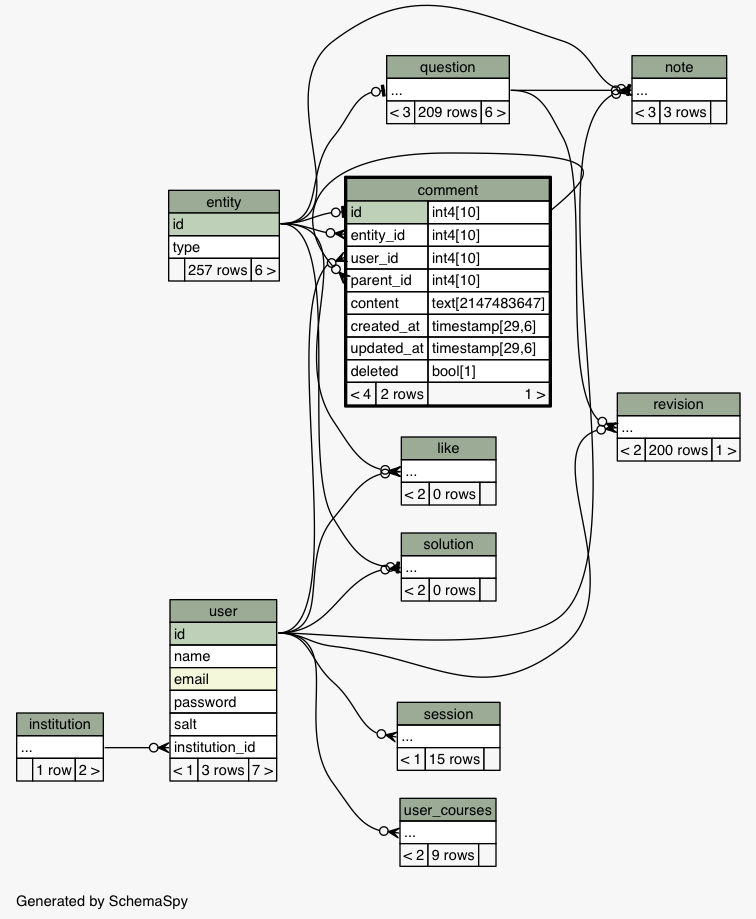 question
...
< 3 209 rows 6 >
note
...
< 3 3 rows
entity
id
type
257 rows 6 >
comment
id int4[10]
entity_id int4[10]
user_id int4[10]
parent_id int4[10]
content text[2147483647]
created_at timestamp[29,6]
updated_at timestamp[29,6]
deleted bool[1]
< 4 2 rows 1 >
revision
...
< 2 200 rows 1 >
like
...
< 2 0 rows
solution
...
< 2 0 rows
user
id
name
email
password
salt
institution_id
< 1 3 rows 7 >
institution
...
1 row 2 >
session
...
< 1 15 rows
user_courses
...
< 2 9 rows
Generated by SchemaSpy